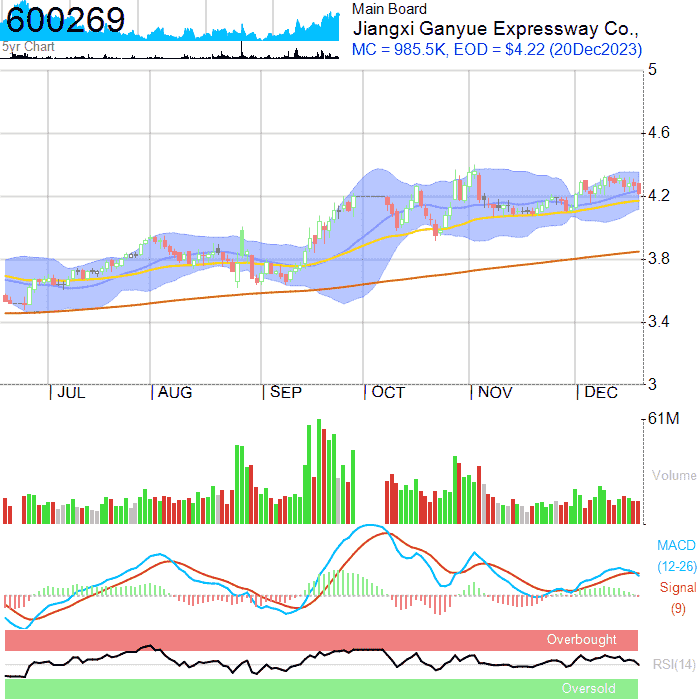 600269
5yr Chart
Main Board
Jiangxi Ganyue Expressway Co.,
MC = 985.5K, EOD = $4.22 (20Dec2023)
5
4.6
4.2
3.8
3.4
3
JUL AUG SEP OCT NOV DEC
61M
Volume
MACD
(12-26)
Signal
(9)
Overbought
RSI(14)
Oversold